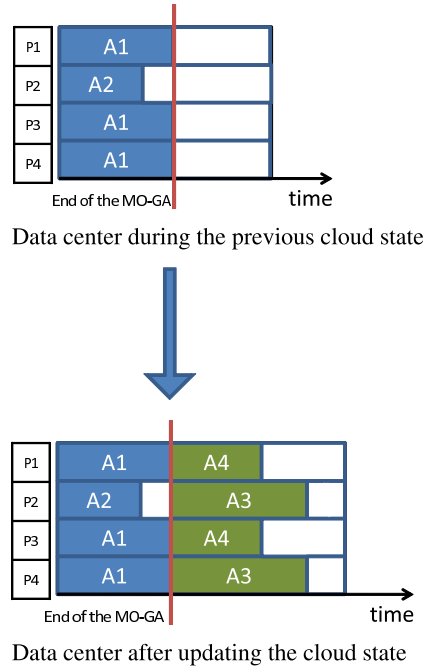 P1 A1
P2 A2
P3 A1
P4 A1
End of the MO-GA time
Data center during the previous cloud state
P1 A1 A4
P2 A2 A3
P3 A1 A4
P4 A1 A3
End of the MO-GA time
Data center after updating the cloud state